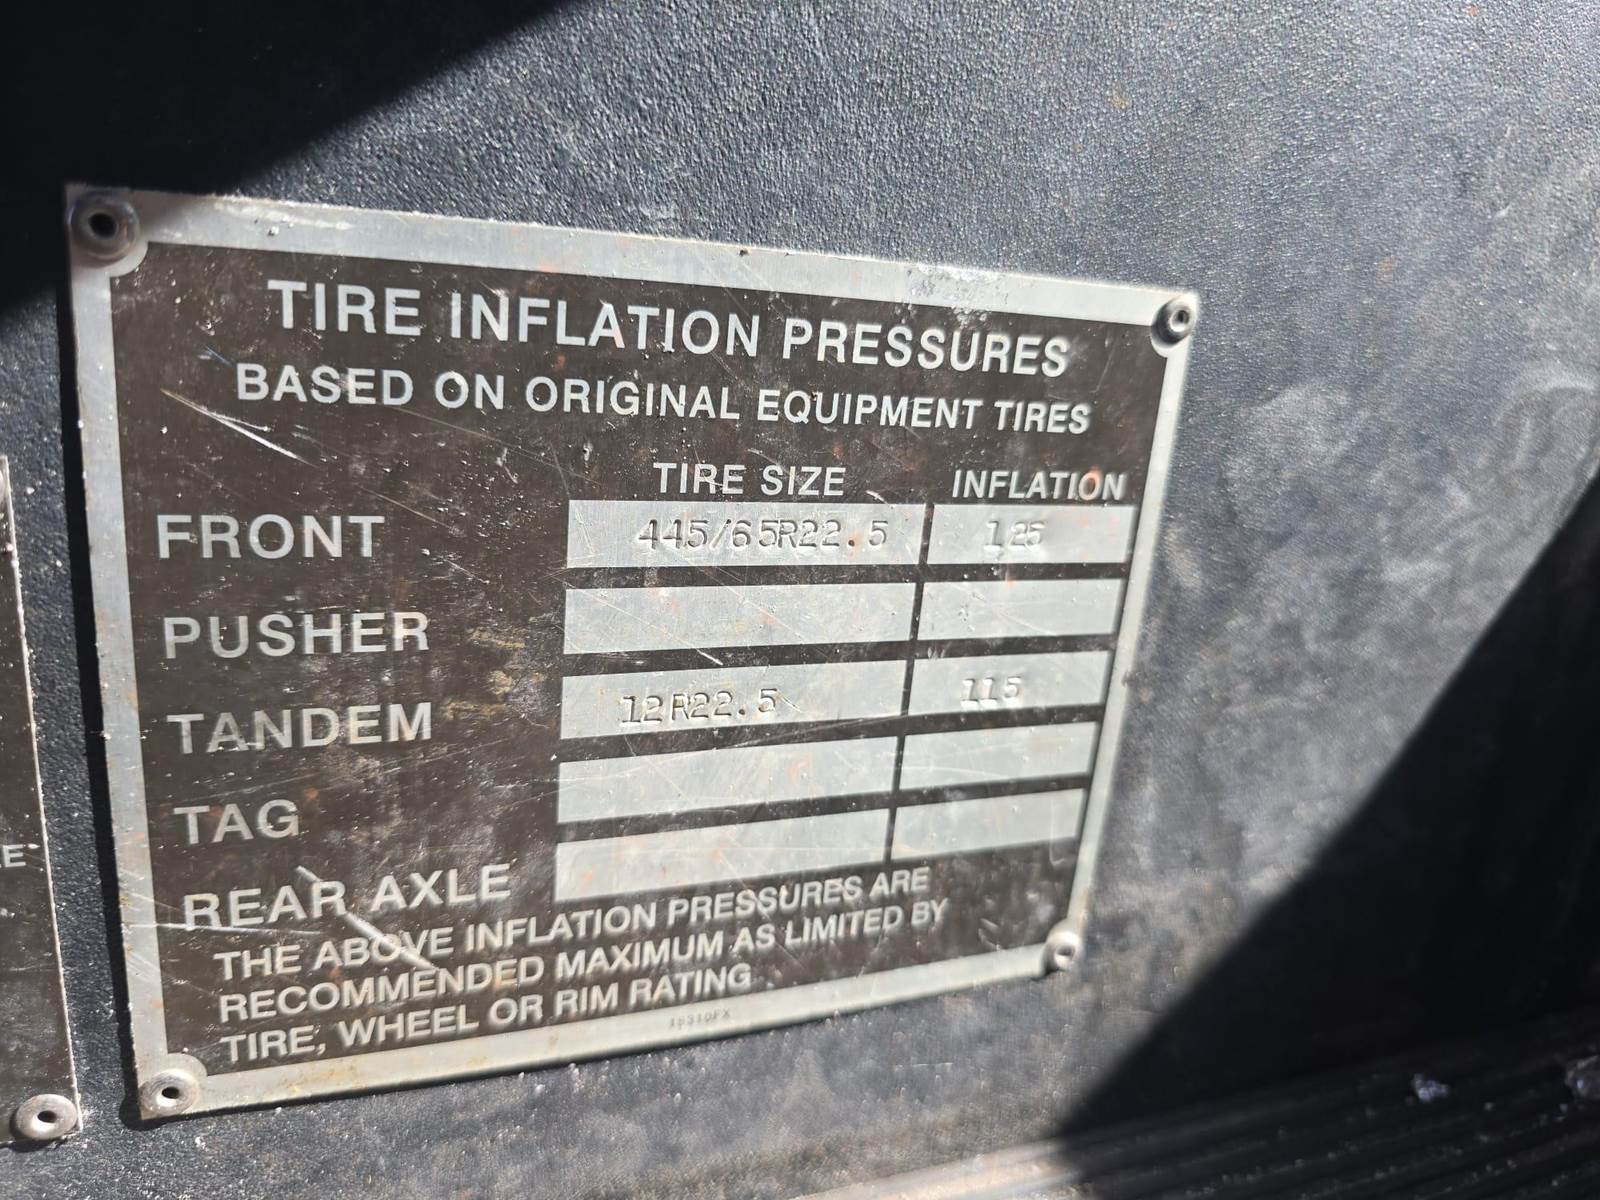 TIRE INFLATION PRESSURES
BASED ON ORIGINAL EQUIPMENT TIRES
TIRE SIZE INFLATION
FRONT 445/65R22.5 125
PUSHER
TANDEM 12R22.5 115
TAG
REAR AXLE
THE ABOVE INFLATION PRESSURES ARE
RECOMMENDED MAXIMUM AS LIMITED BY
TIRE, WHEEL OR RIM RATING